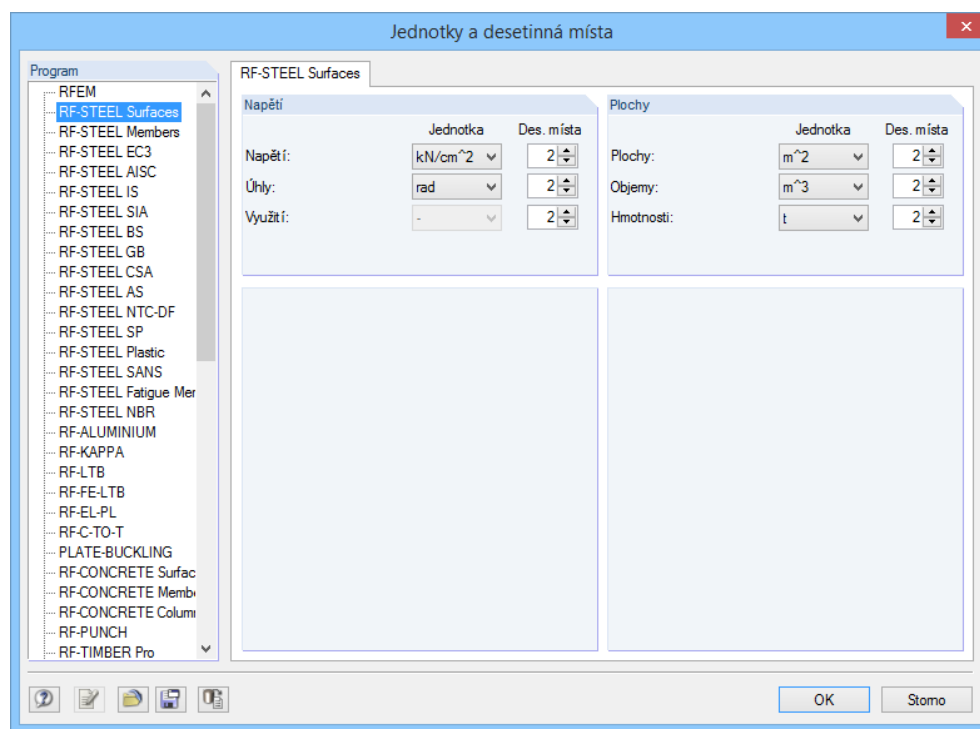 Jednotky a desetinná místa
Program
RFEM
RF-STEEL Surfaces
RF-STEEL Members
RF-STEEL EC3
RF-STEEL AISC
RF-STEEL IS
RF-STEEL SIA
RF-STEEL BS
RF-STEEL GB
RF-STEEL CSA
RF-STEEL AS
RF-STEEL NTC-DF
RF-STEEL SP
RF-STEEL Plastic
RF-STEEL SANS
RF-STEEL Fatigue Mer
RF-STEEL NBR
RF-ALUMINIUM
RF-KAPPA
RF-LTB
RF-FE-LTB
RF-EL-PL
RF-C-TO-T
PLATE-BUCKLING
RF-CONCRETE Surfac
RF-CONCRETE Memb
RF-CONCRETE Colum
RF-PUNCH
RF-TIMBER Pro
RF-STEEL Surfaces
Napětí
Jednotka Des. místa
Napětí: kN/cm^2 2
Úhly: rad 2
Využití: - 2
Plochy
Jednotka Des. místa
Plochy: m^2 2
Objemy: m^3 2
Hmotnosti: t 2
OK Storno